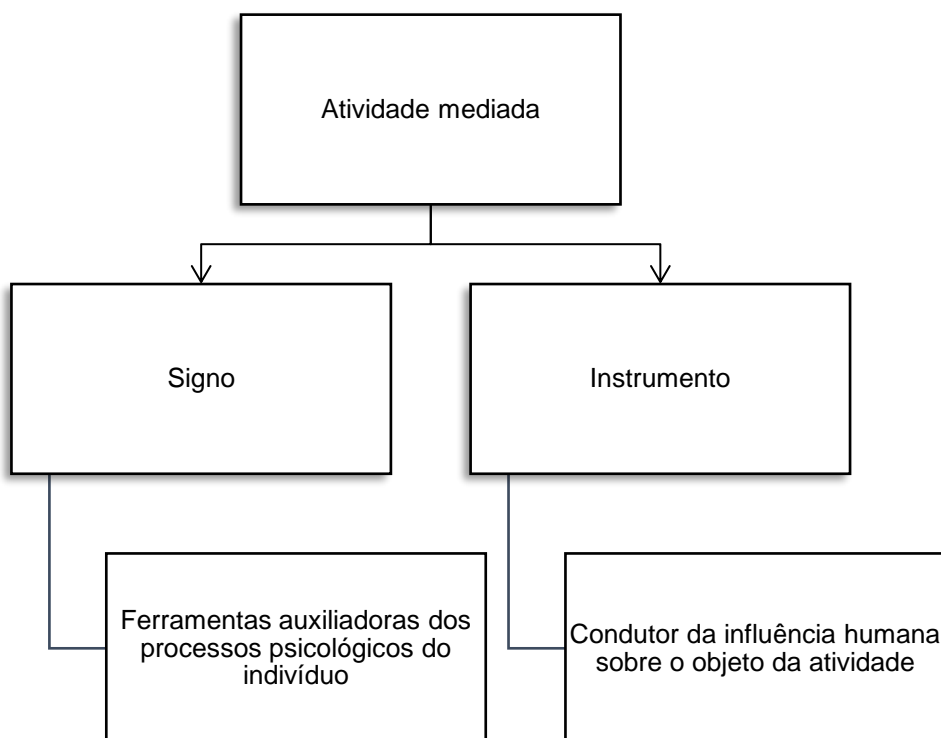 Atividade mediada
Signo
Instrumento
Ferramentas auxiliadoras dos
processos psicológicos do
indivíduo
Condutor da influência humana
sobre o objeto da atividade